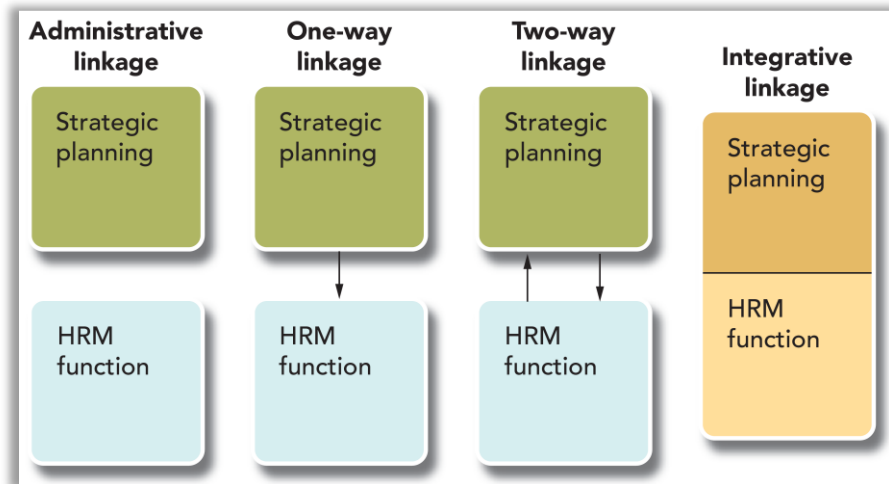 Administrative
linkage
Strategic
planning
HRM
function
One-way
linkage
Strategic
planning
HRM
function
Two-way
linkage
Strategic
planning
HRM
function
Integrative
linkage
Strategic
planning
HRM
function